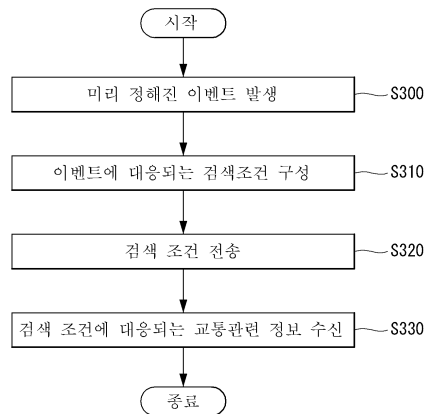 시작
미리 정해진 이벤트 발생
S300
이벤트에 대응되는 검색조건 구성
S310
검색 조건 전송
S320
검색 조건에 대응되는 교통관련 정보 수신
S330
종료